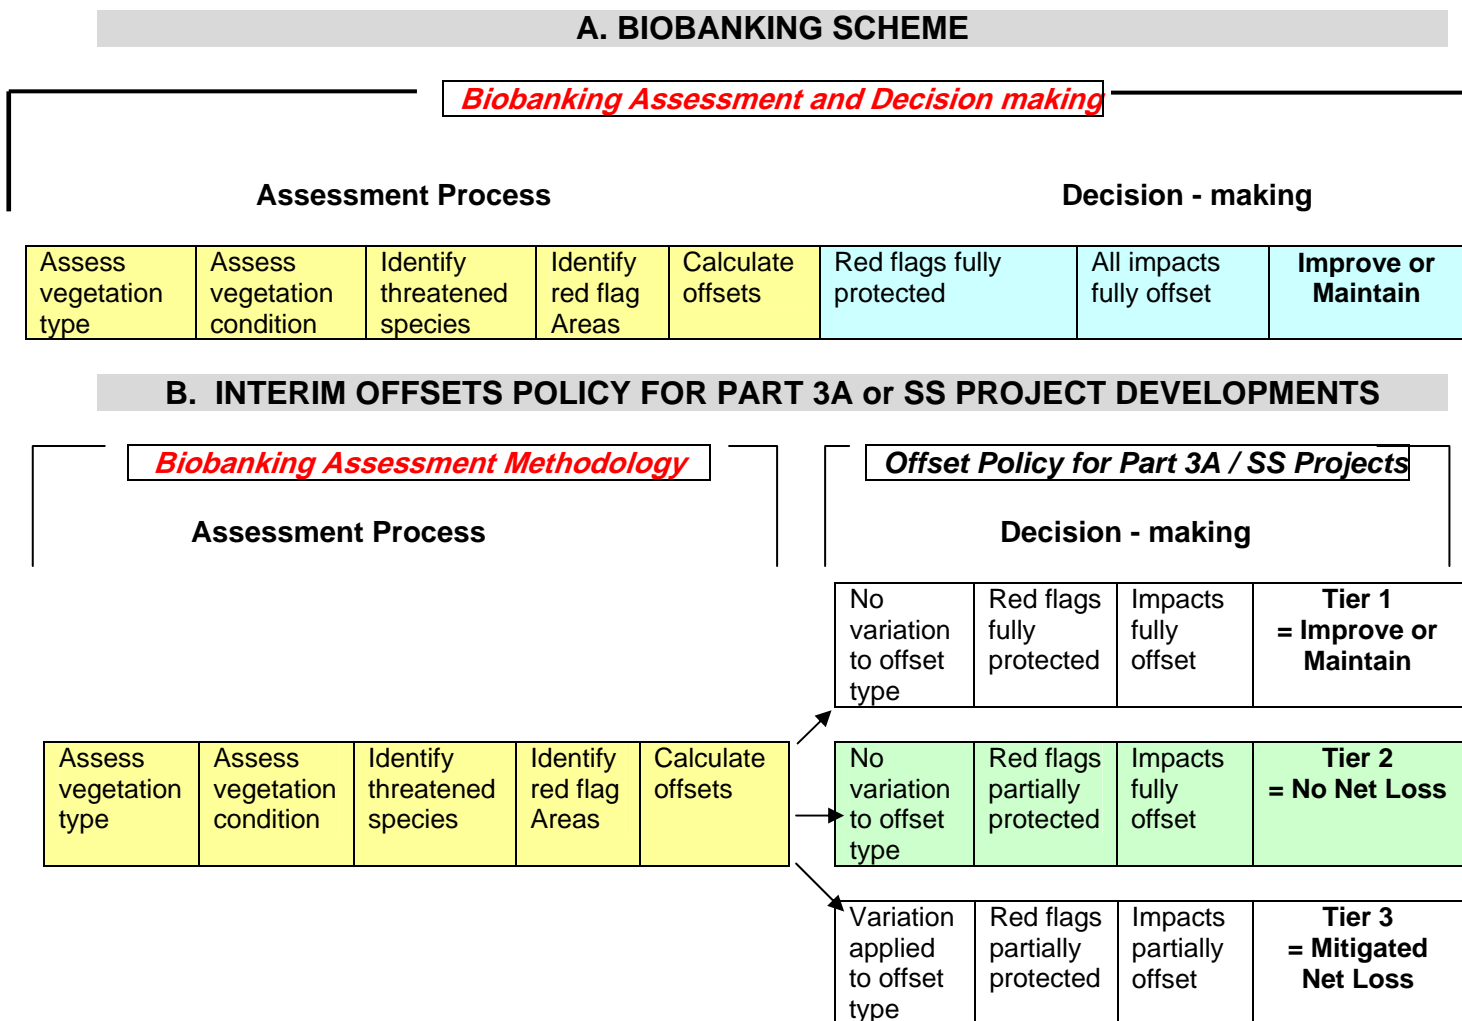 A. BIOBANKING SCHEME
Biobanking Assessment and Decision making
Assessment Process
Decision - making
Assess
vegetation
type
Assess
vegetation
condition
Identify
threatened
species
Identify
red flag
Areas
Calculate
offsets
Red flags fully
protected
All impacts
fully offset
Improve or
Maintain
B. INTERIM OFFSETS POLICY FOR PART 3A or SS PROJECT DEVELOPMENTS
Biobanking Assessment Methodology
Assessment Process
Offset Policy for Part 3A / SS Projects
Decision - making
No
variation
to offset
type
Red flags
fully
protected
Impacts
fully
offset
Tier 1
= Improve or
Maintain
Assess
vegetation
type
Assess
vegetation
condition
Identify
threatened
species
Identify
red flag
Areas
Calculate
offsets
No
variation
to offset
type
Red flags
partially
protected
Impacts
fully
offset
Tier 2
= No Net Loss
Variation
applied
to offset
type
Red flags
partially
protected
Impacts
partially
offset
Tier 3
= Mitigated
Net Loss